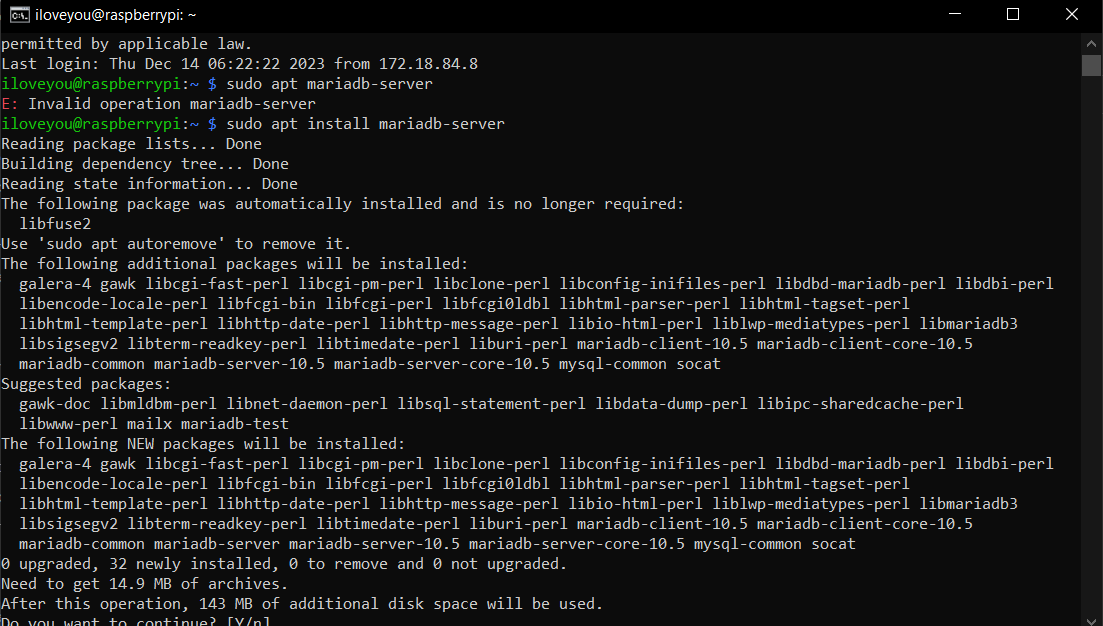 iloveyou@raspberrypi: ~
permitted by applicable law.
Last login: Thu Dec 14 06:22:22 2023 from 172.18.84.8
iloveyou@raspberrypi:~ $ sudo apt mariadb-server
E: Invalid operation mariadb-server
iloveyou@raspberrypi:~ $ sudo apt install mariadb-server
Reading package lists... Done
Building dependency tree... Done
Reading state information... Done
The following package was automatically installed and is no longer required:
libfuse2
Use 'sudo apt autoremove' to remove it.
The following additional packages will be installed:
galera-4 gawk libcgi-fast-perl libcgi-pm-perl libclone-perl libconfig-inifiles-perl libdbd-mariadb-perl libdbi-perl
libencode-locale-perl libfcgi-bin libfcgi-perl libfcgi0ldbl libhtml-parser-perl libhtml-tagset-perl
libhtml-template-perl libhttp-date-perl libhttp-message-perl libio-html-perl liblwp-mediatypes-perl libmariadb3
libsigsegv2 libterm-readkey-perl libtimedate-perl liburi-perl mariadb-client-10.5 mariadb-client-core-10.5
mariadb-common mariadb-server-10.5 mariadb-server-core-10.5 mysql-common socat
Suggested packages:
gawk-doc libmldbm-perl libnet-daemon-perl libsql-statement-perl libdata-dump-perl libipc-sharedcache-perl
libwww-perl mailx mariadb-test
The following NEW packages will be installed:
galera-4 gawk libcgi-fast-perl libcgi-pm-perl libclone-perl libconfig-inifiles-perl libdbd-mariadb-perl libdbi-perl
libencode-locale-perl libfcgi-bin libfcgi-perl libfcgi0ldbl libhtml-parser-perl libhtml-tagset-perl
libhtml-template-perl libhttp-date-perl libhttp-message-perl libio-html-perl liblwp-mediatypes-perl libmariadb3
libsigsegv2 libterm-readkey-perl libtimedate-perl liburi-perl mariadb-client-10.5 mariadb-client-core-10.5
mariadb-common mariadb-server mariadb-server-10.5 mariadb-server-core-10.5 mysql-common socat
0 upgraded, 32 newly installed, 0 to remove and 0 not upgraded.
Need to get 14.9 MB of archives.
After this operation, 143 MB of additional disk space will be used.
Do you want to continue? [Y/n]